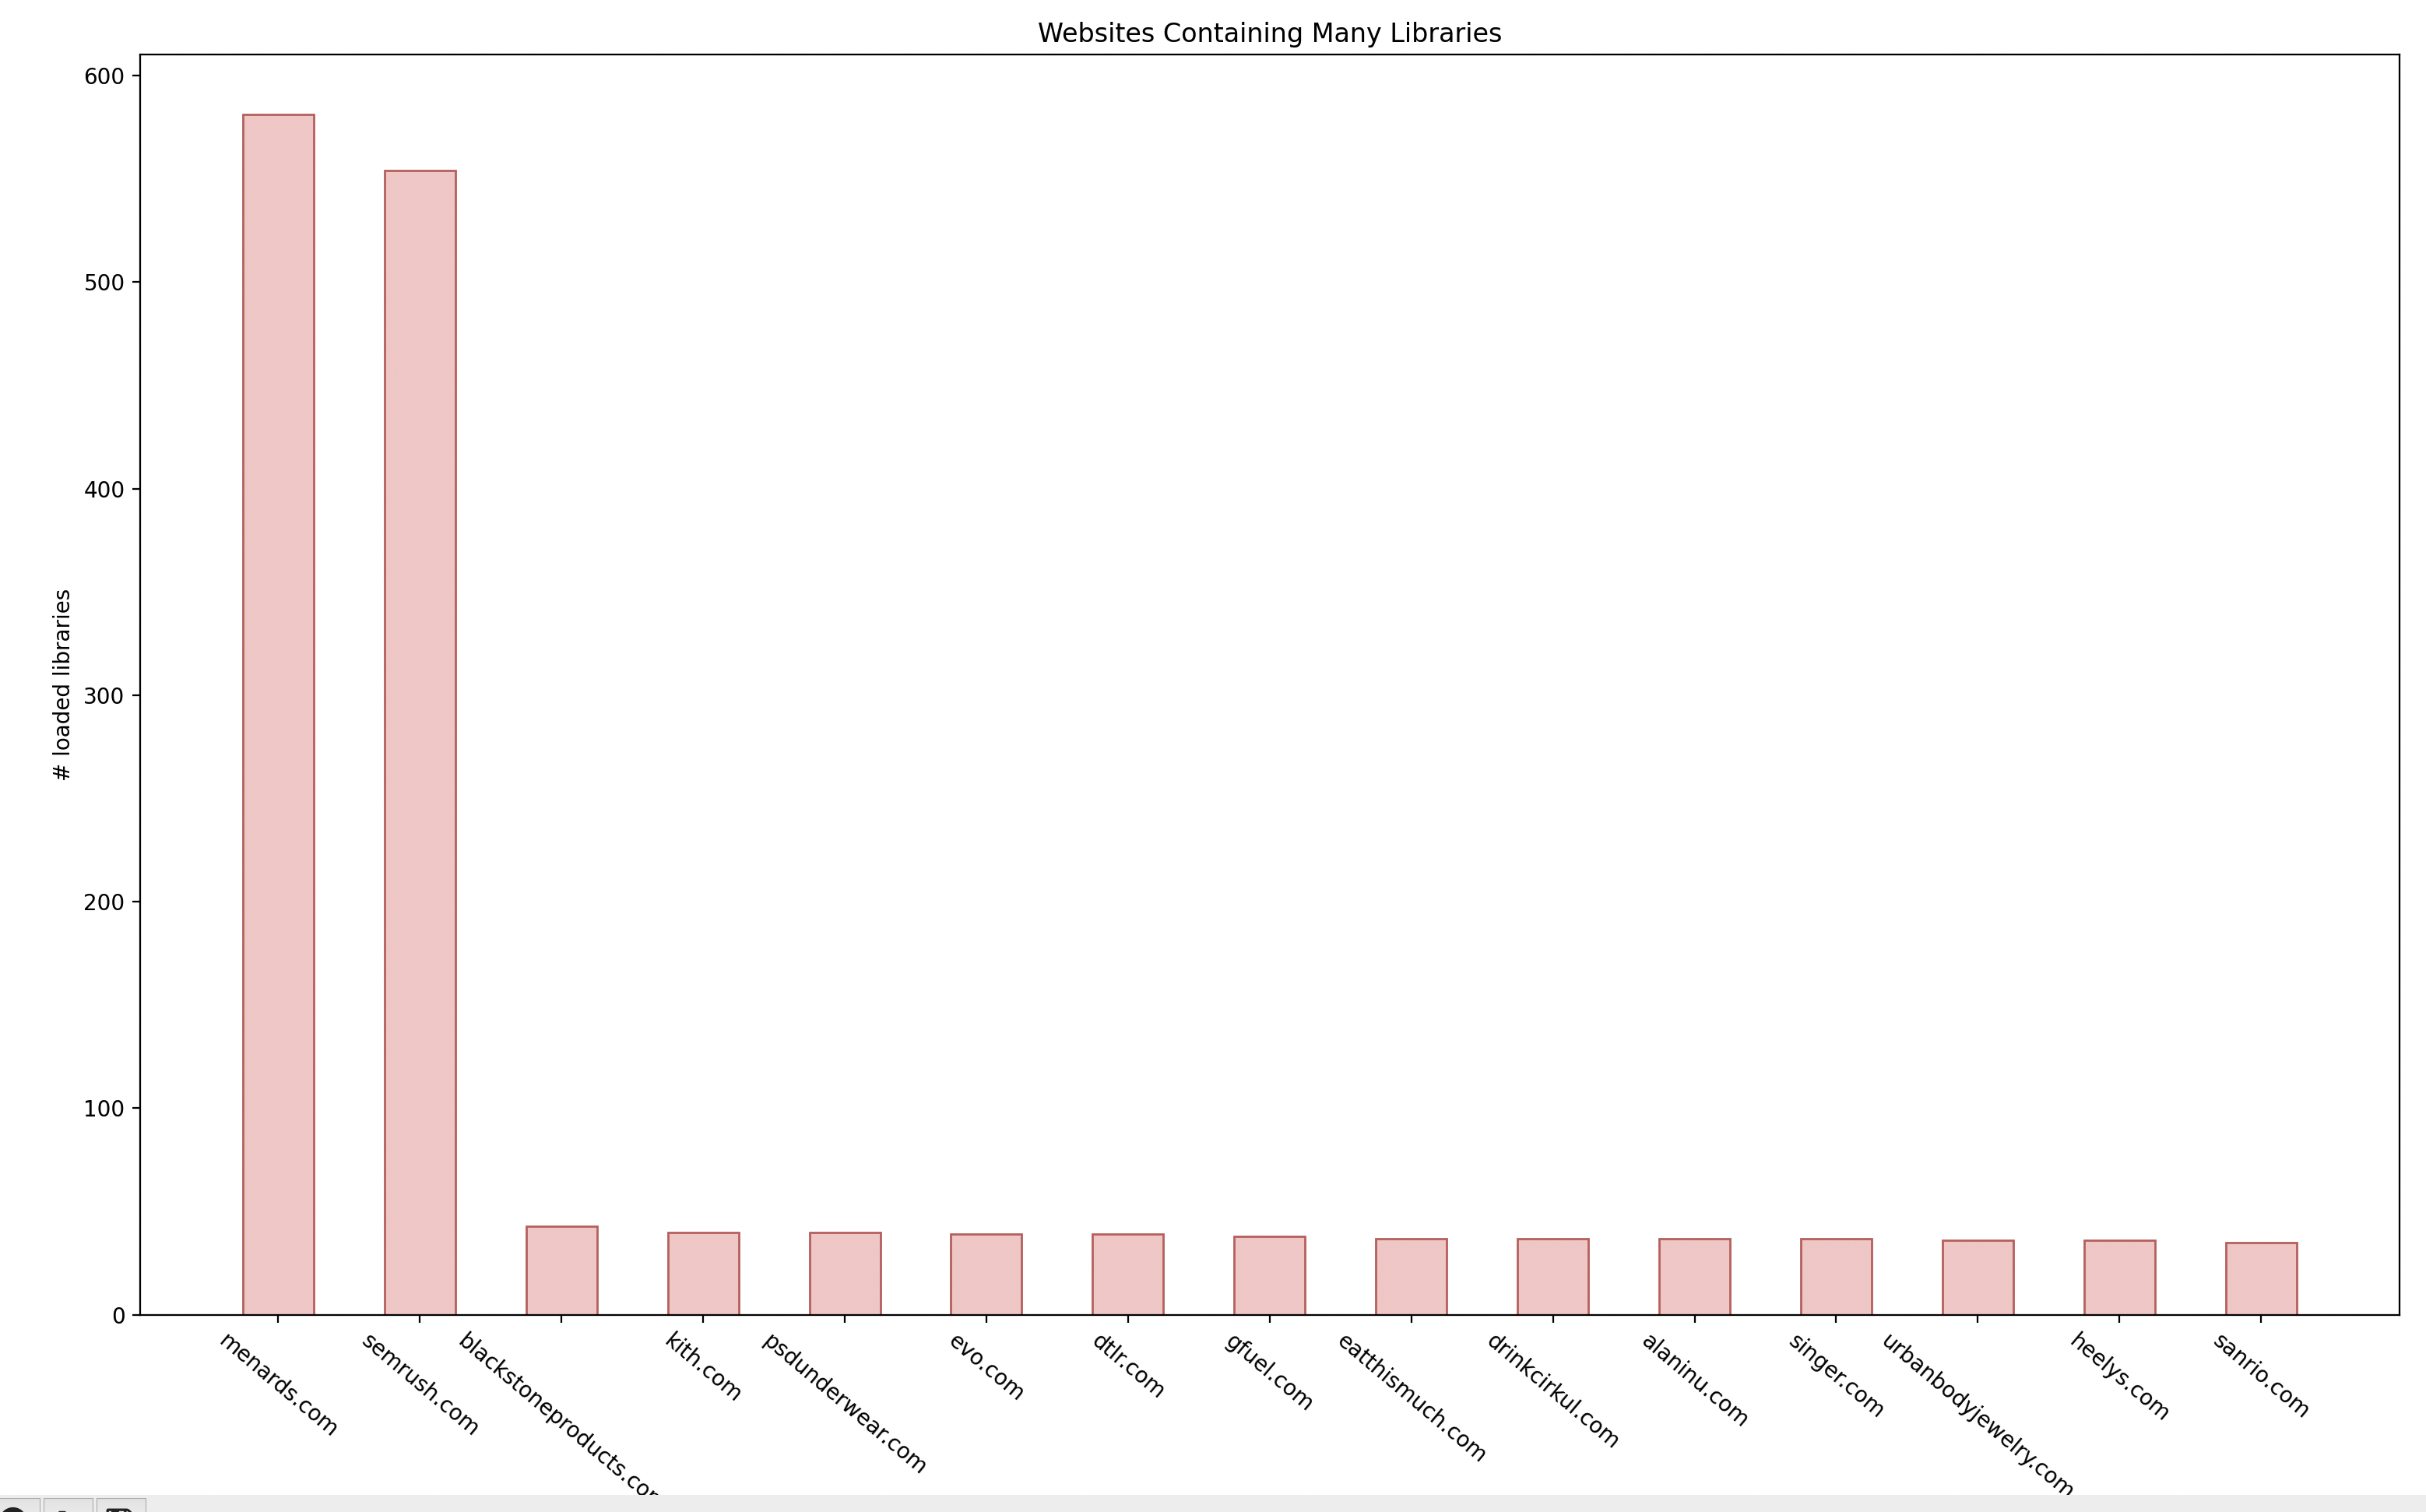 Websites Containing Many Libraries
# loaded libraries
600
500
400
300
200
100
0
menards.com
semrush.com
blackstoneproducts.co
kith.com
psdunderwear.com
evo.com
dtlr.com
gfuel.com
eatthismuch.com
drinkcirkul.com
alaninu.com
singer.com
urbanbodyjewelry.com
heelys.com
sanrio.com